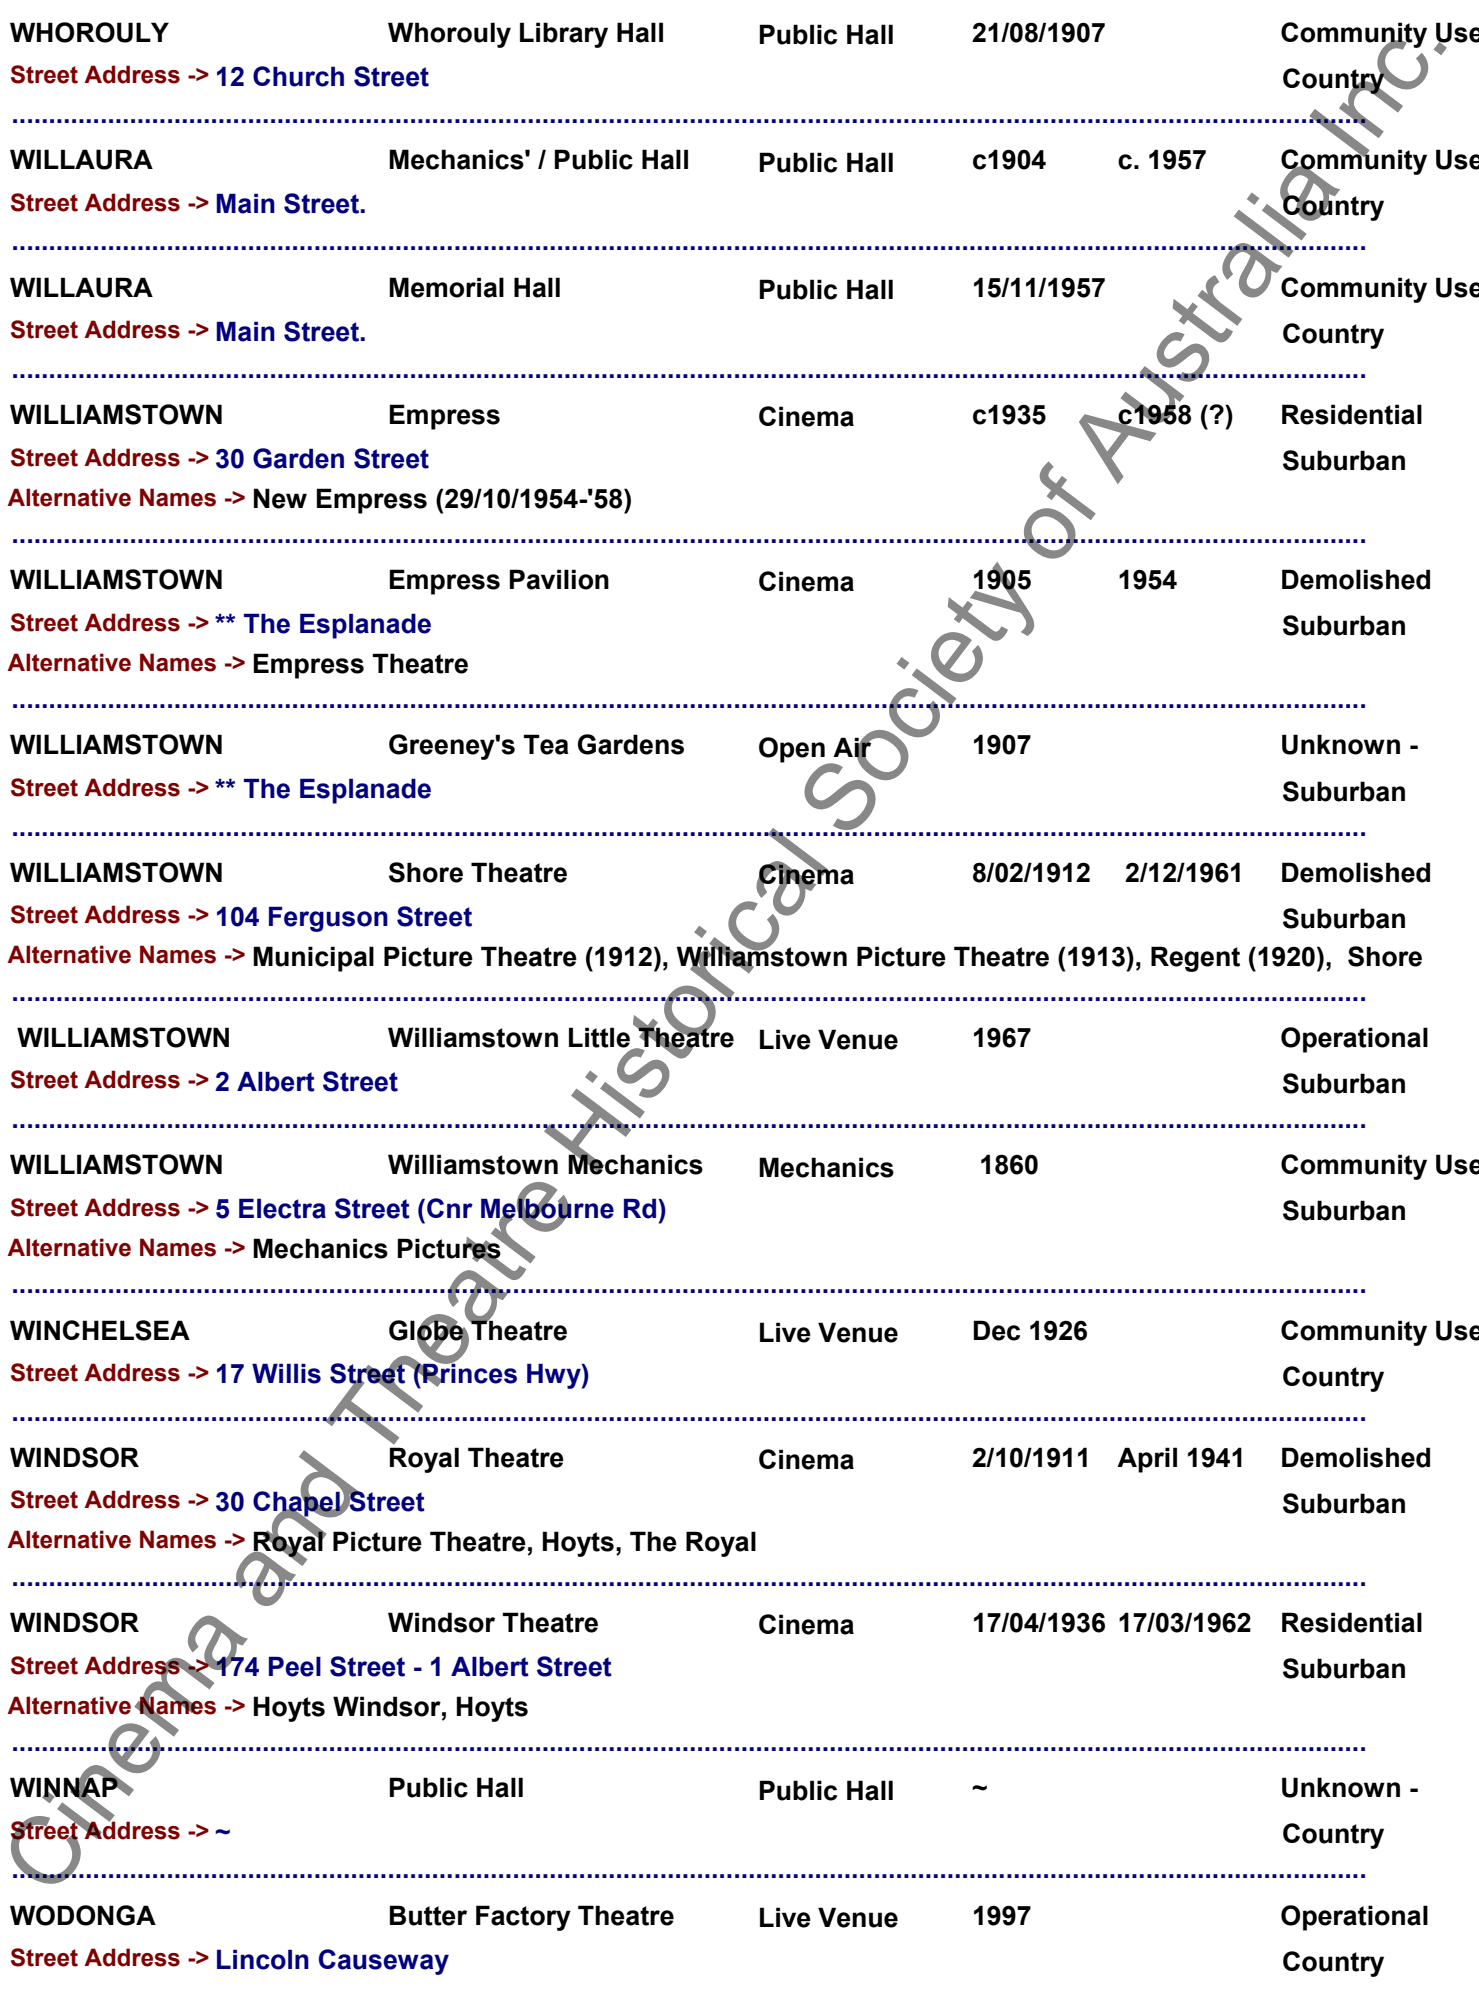 WHOROULY Whorouly Library Hall Public Hall 21/08/1907 Community Use
Street Address -> 12 Church Street Country
WILLAURA Mechanics' / Public Hall Public Hall c1904 c. 1957 Community Use
Street Address -> Main Street. Country
WILLAURA Memorial Hall Public Hall 15/11/1957 Community Use
Street Address -> Main Street. Country
WILLIAMSTOWN Empress Cinema c1935 c1958 (?) Residential
Street Address -> 30 Garden Street Suburban
Alternative Names -> New Empress (29/10/1954-'58)
WILLIAMSTOWN Empress Pavilion Cinema 1905 1954 Demolished
Street Address -> ** The Esplanade Suburban
Alternative Names -> Empress Theatre
WILLIAMSTOWN Greeney's Tea Gardens Open Air 1907 Unknown -
Street Address -> ** The Esplanade Suburban
WILLIAMSTOWN Shore Theatre Cinema 8/02/1912 2/12/1961 Demolished
Street Address -> 104 Ferguson Street Suburban
Alternative Names -> Municipal Picture Theatre (1912), Williamstown Picture Theatre (1913), Regent (1920), Shore
WILLIAMSTOWN Williamstown Little Theatre Live Venue 1967 Operational
Street Address -> 2 Albert Street Suburban
WILLIAMSTOWN Williamstown Mechanics Mechanics 1860 Community Use
Street Address -> 5 Electra Street (Cnr Melbourne Rd) Suburban
Alternative Names -> Mechanics Pictures
WINCHELSEA Globe Theatre Live Venue Dec 1926 Community Use
Street Address -> 17 Willis Street (Princes Hwy) Country
WINDSOR Royal Theatre Cinema 2/10/1911 April 1941 Demolished
Street Address -> 30 Chapel Street Suburban
Alternative Names -> Royal Picture Theatre, Hoyts, The Royal
WINDSOR Windsor Theatre Cinema 17/04/1936 17/03/1962 Residential
Street Address -> 174 Peel Street - 1 Albert Street Suburban
Alternative Names -> Hoyts Windsor, Hoyts
WINNAP Public Hall Public Hall ~ Unknown -
Street Address -> ~ Country
WODONGA Butter Factory Theatre Live Venue 1997 Operational
Street Address -> Lincoln Causeway Country
Cinema and Theatre Historical Society of Australia Inc.